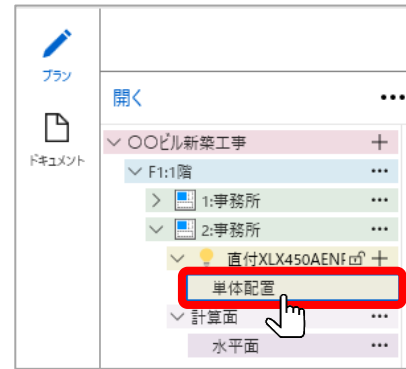 プラン
ドキュメント
開く
〇〇ビル新築工事
F1:1階
1:事務所
2:事務所
直付XLX450AENF
単体配置
計算面
水平面